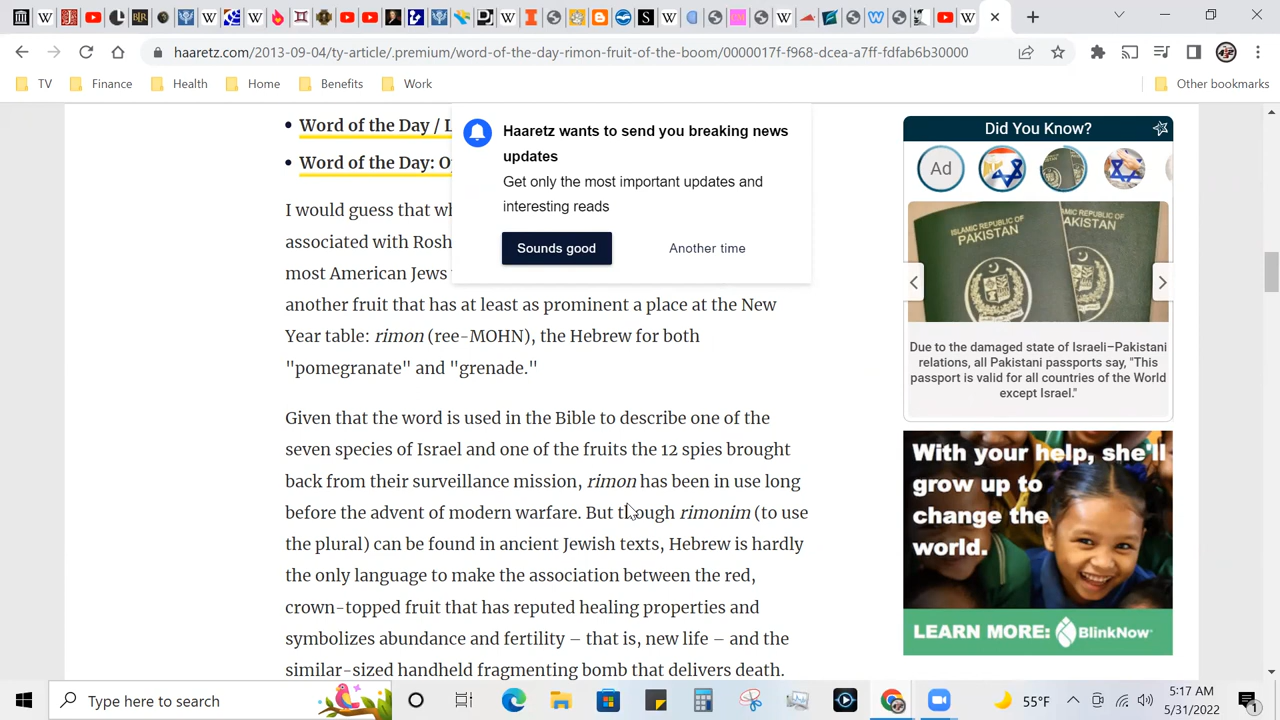 haaretz.com/2013-09-04/ty-article/.premium/word-of-the-day-rimon-fruit-of-the-boom/0000017f-f968-dcea-a7ff-fdfab6b30000
TV Finance Health Home Benefits Work Other bookmarks
Word of the Day /
Word of the Day:
I would guess that
associated with Rosh
most American Jews
another fruit that has at least as prominent a place at the New
Year table: rimon (ree-MOHN), the Hebrew for both
"pomegranate" and "grenade."
Given that the word is used in the Bible to describe one of the
seven species of Israel and one of the fruits the 12 spies brought
back from their surveillance mission, rimon has been in use long
before the advent of modern warfare. But though rimonim (to use
the plural) can be found in ancient Jewish texts, Hebrew is hardly
the only language to make the association between the red,
crown-topped fruit that has reputed healing properties and
symbolizes abundance and fertility – that is, new life – and the
similar-sized handheld fragmenting bomb that delivers death.
Haaretz wants to send you breaking news
updates
Get only the most important updates and
interesting reads
Sounds good Another time
Did You Know?
Ad
ISLAMIC REPUBLIC OF
PAKISTAN
ISLAMIC REPUBLIC OF
PAKISTAN
Due to the damaged state of Israeli–Pakistani
relations, all Pakistani passports say, "This
passport is valid for all countries of the World
except Israel."
With your help, she'll
grow up to
change the
world.
LEARN MORE: BlinkNow
Type here to search
55°F
5:17 AM
5/31/2022
1